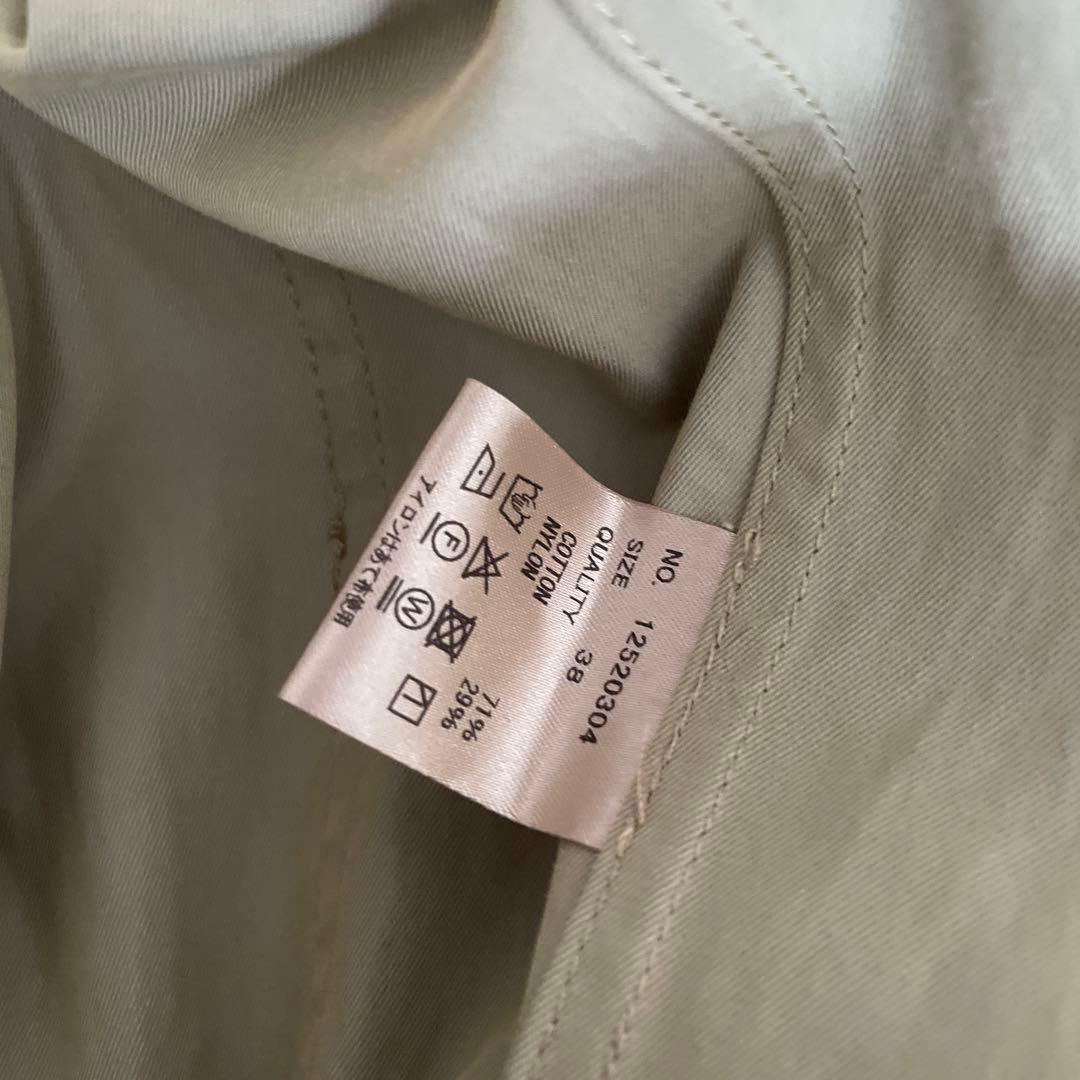 NO. 12520304
SIZE 38
QUALITY
COTTON 71%
NYLON 29%
F W
アイロンはあて布使用